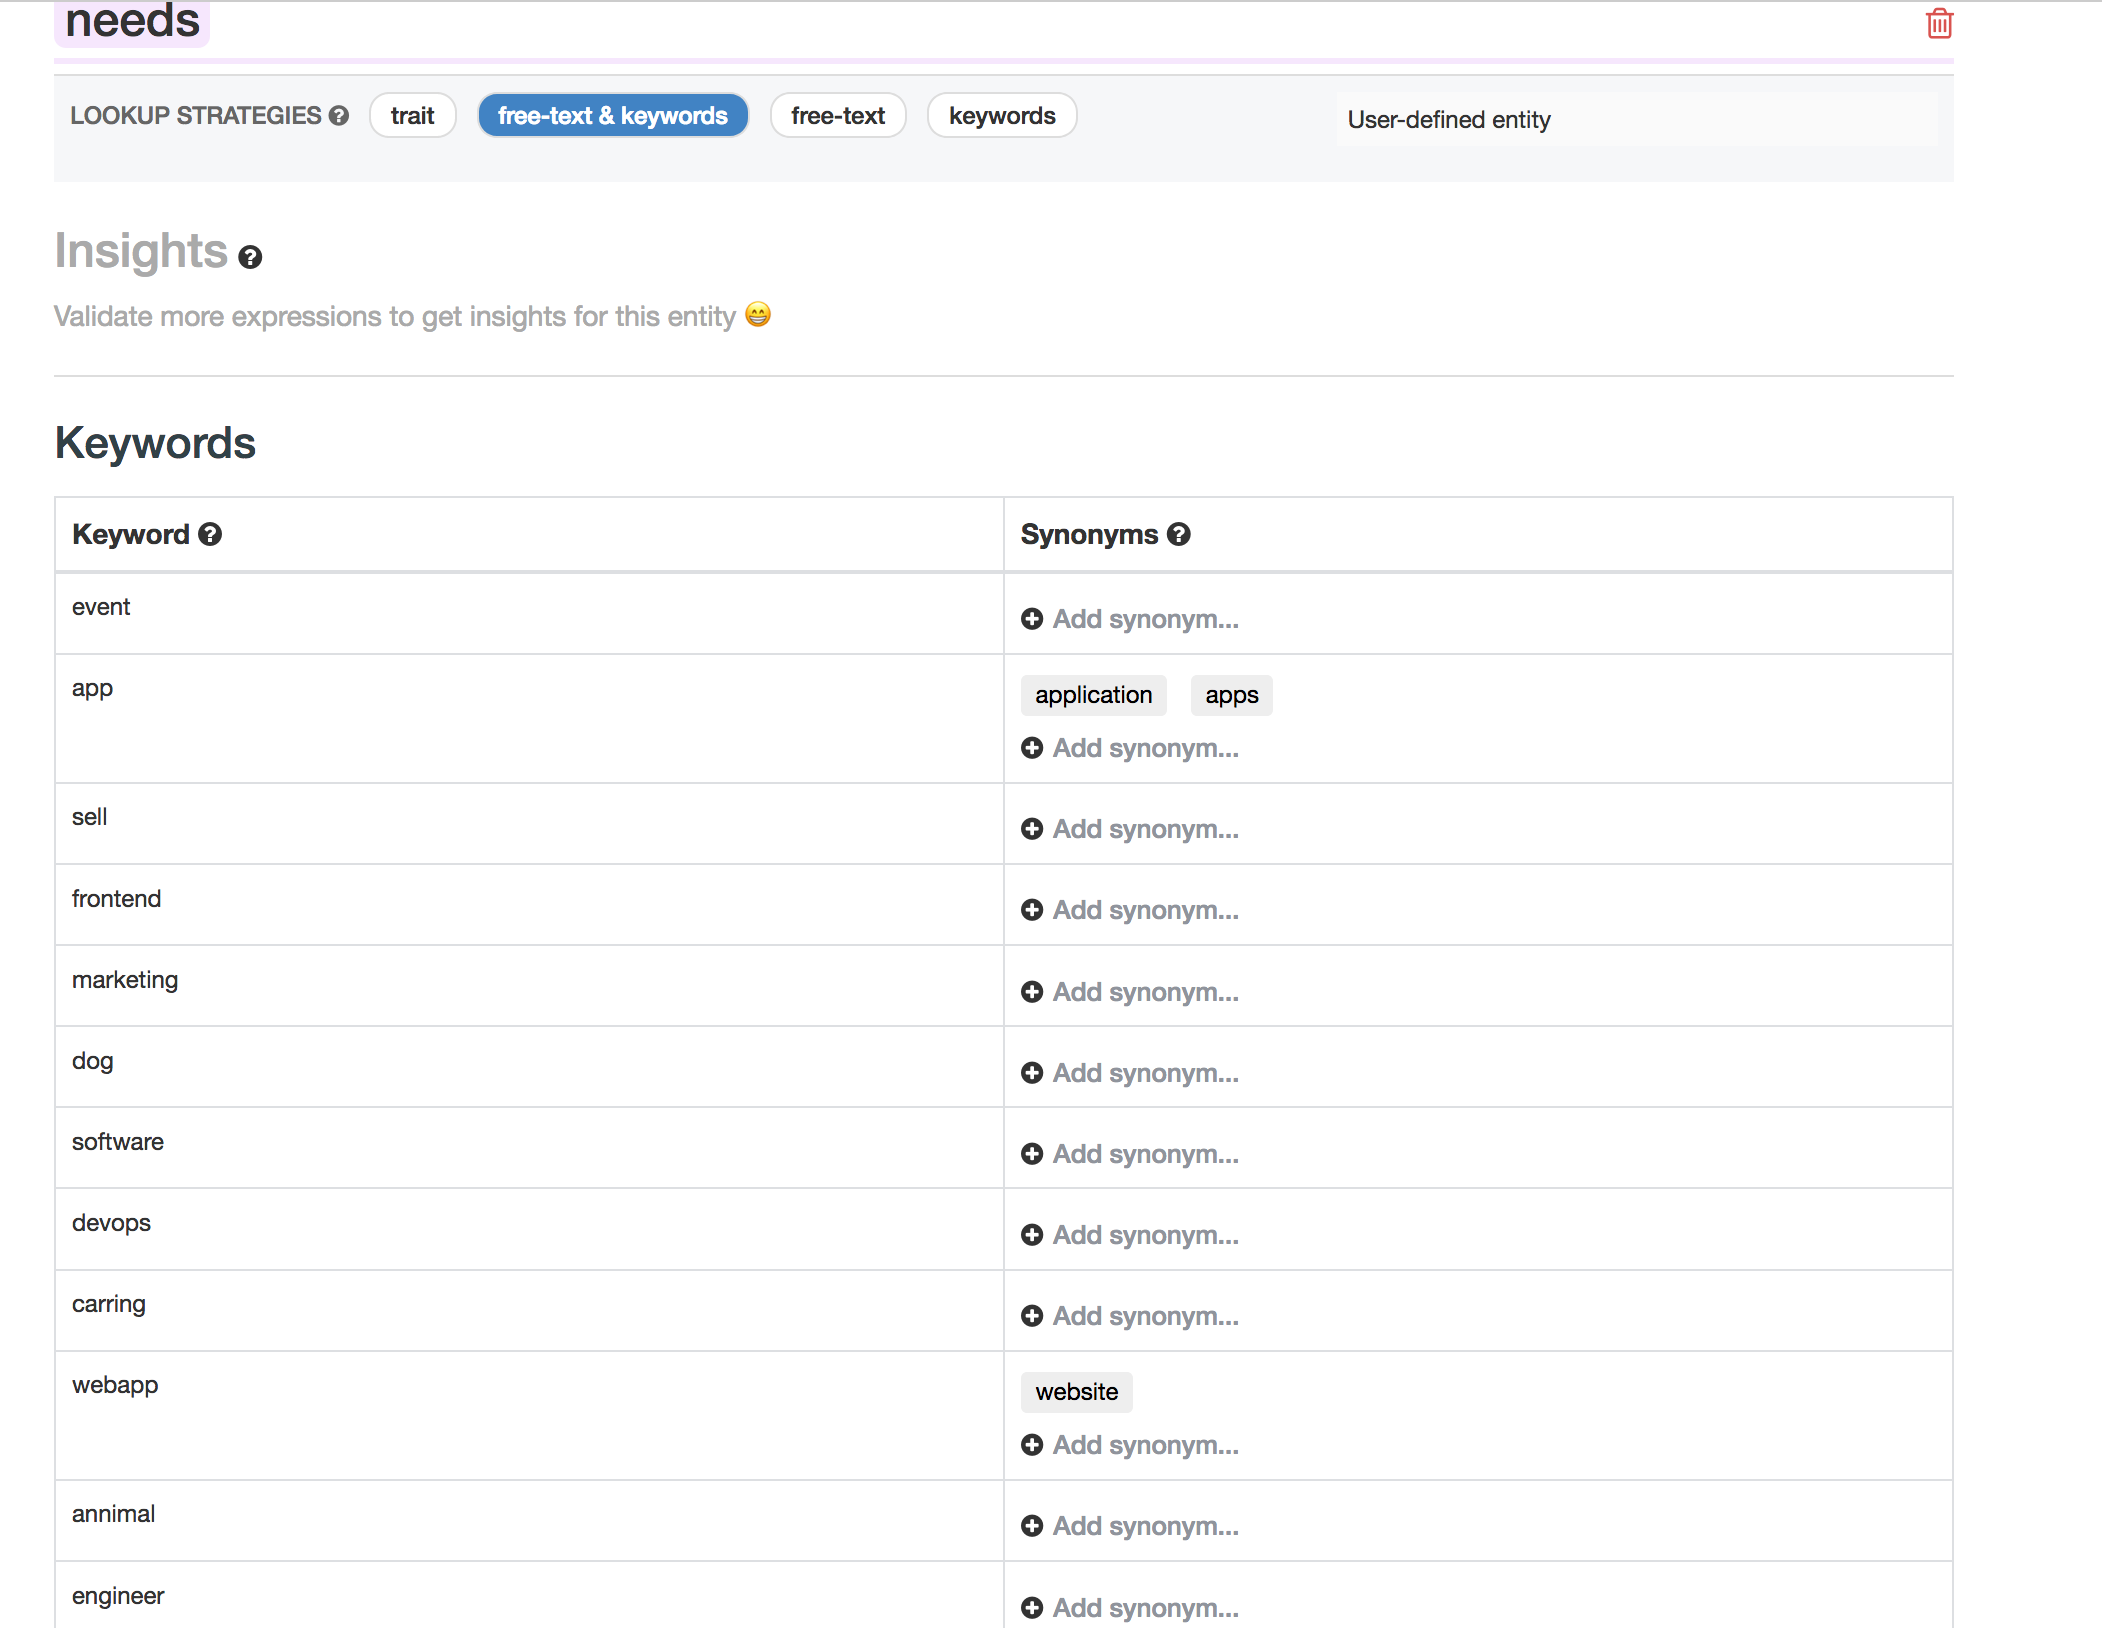 needs
LOOKUP STRATEGIES ? trait free-text & keywords free-text keywords User-defined entity
Insights ?
Validate more expressions to get insights for this entity 😁
Keywords
Keyword ? Synonyms ?
event
Add synonym...
app
application apps
Add synonym...
sell
Add synonym...
frontend
Add synonym...
marketing
Add synonym...
dog
Add synonym...
software
Add synonym...
devops
Add synonym...
carring
Add synonym...
webapp
website
Add synonym...
annimal
Add synonym...
engineer
Add synonym...